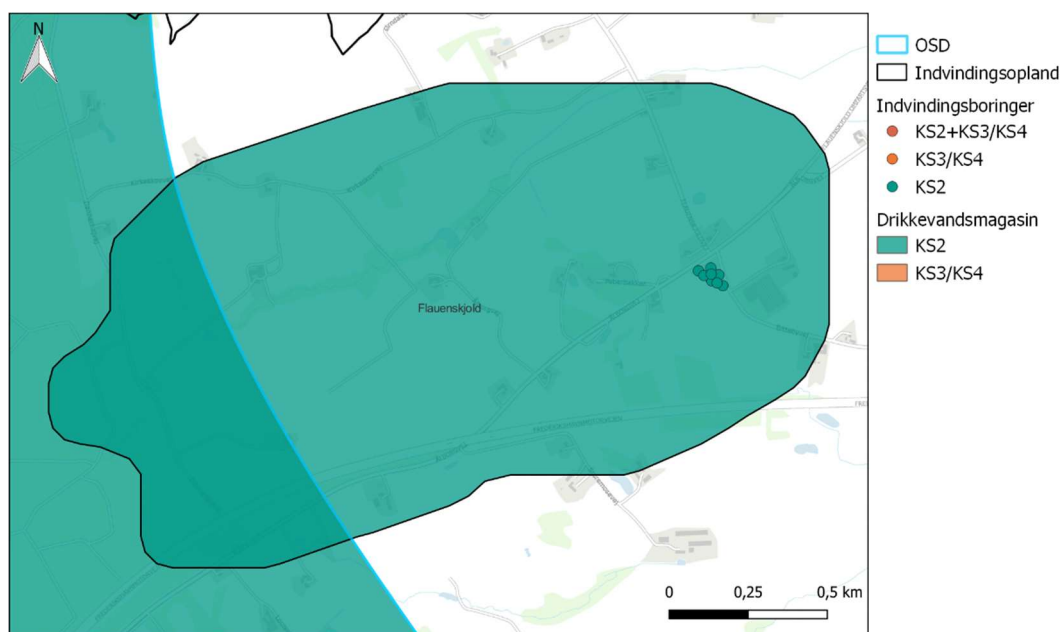 N
Flauenskjold
0 0,25 0,5 km
OSD
Indvindingsopland
Indvindingsboringer
KS2+KS3/KS4
KS3/KS4
KS2
Drikkevandsmagasin
KS2
KS3/KS4